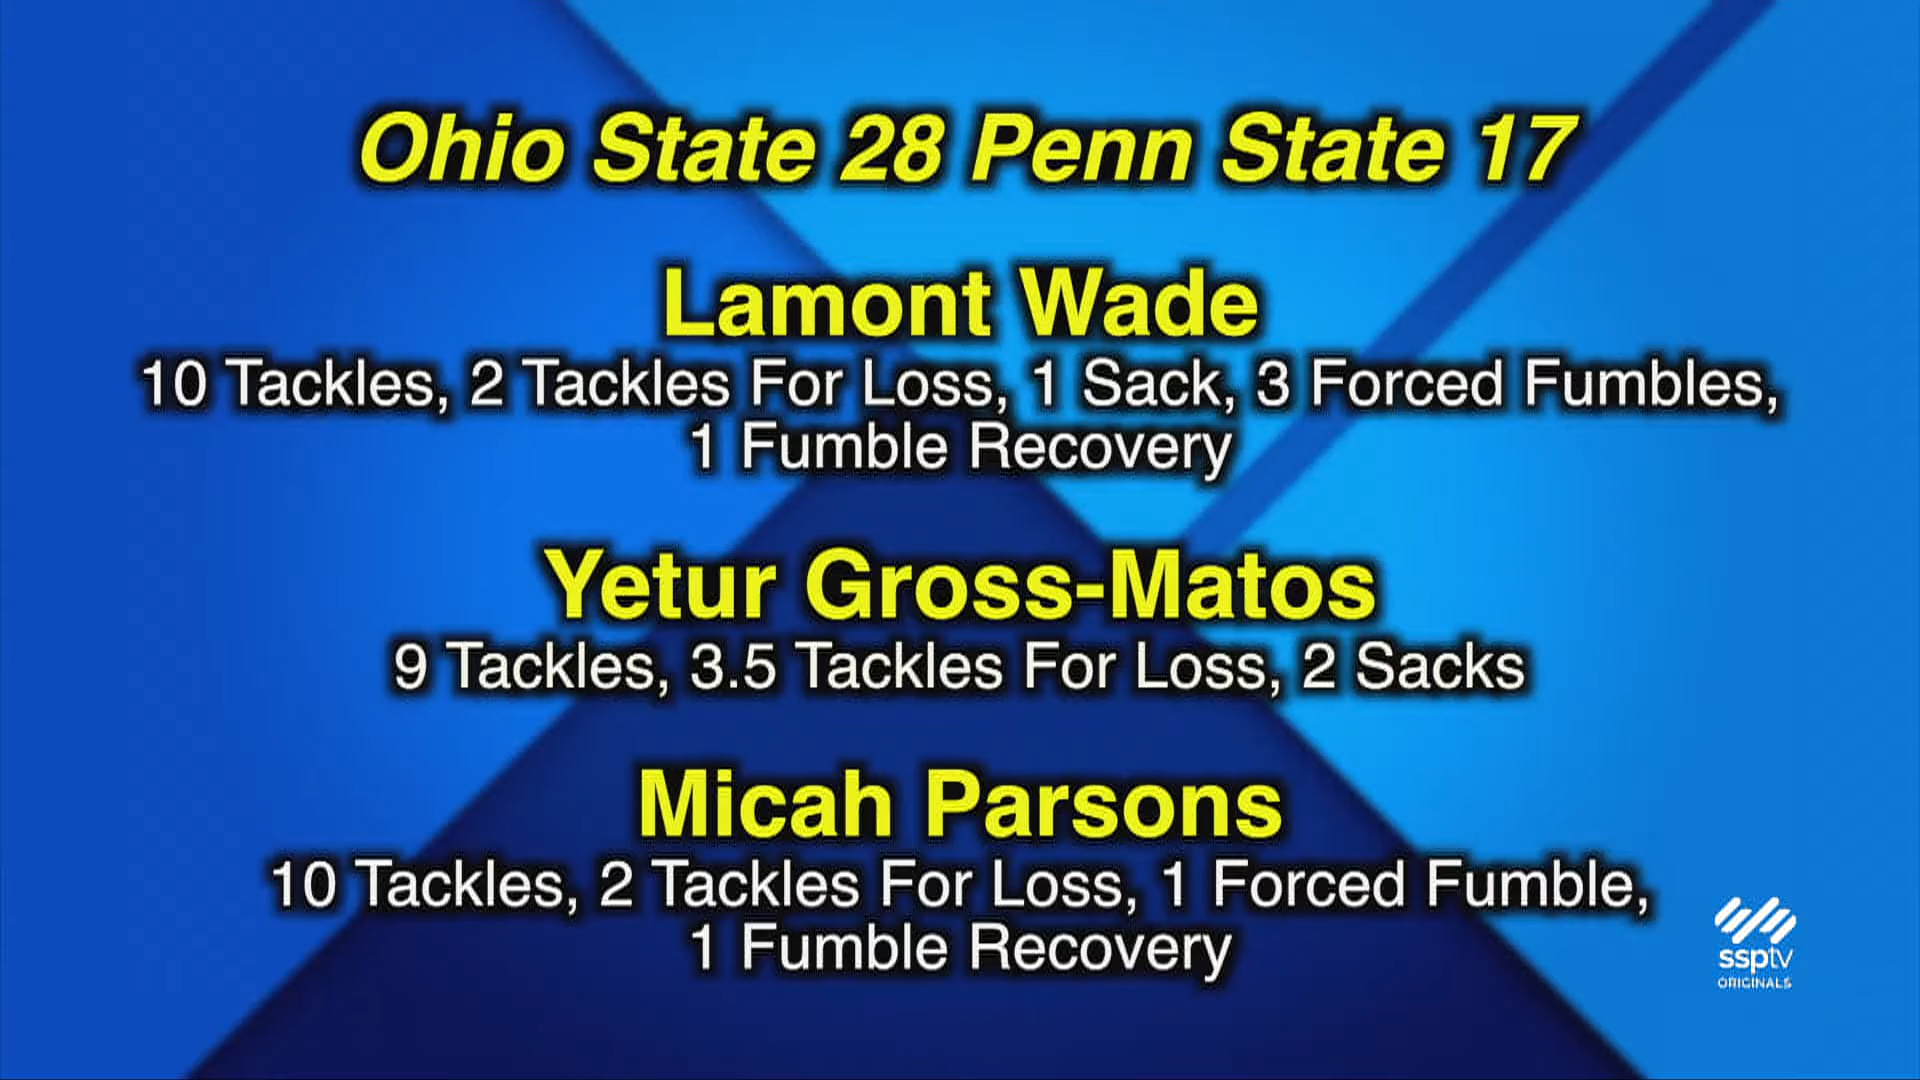 Ohio State 28 Penn State 17
Lamont Wade
10 Tackles, 2 Tackles For Loss, 1 Sack, 3 Forced Fumbles,
1 Fumble Recovery
Yetur Gross-Matos
9 Tackles, 3.5 Tackles For Loss, 2 Sacks
Micah Parsons
10 Tackles, 2 Tackles For Loss, 1 Forced Fumble,
1 Fumble Recovery
ssptv
ORIGINALS